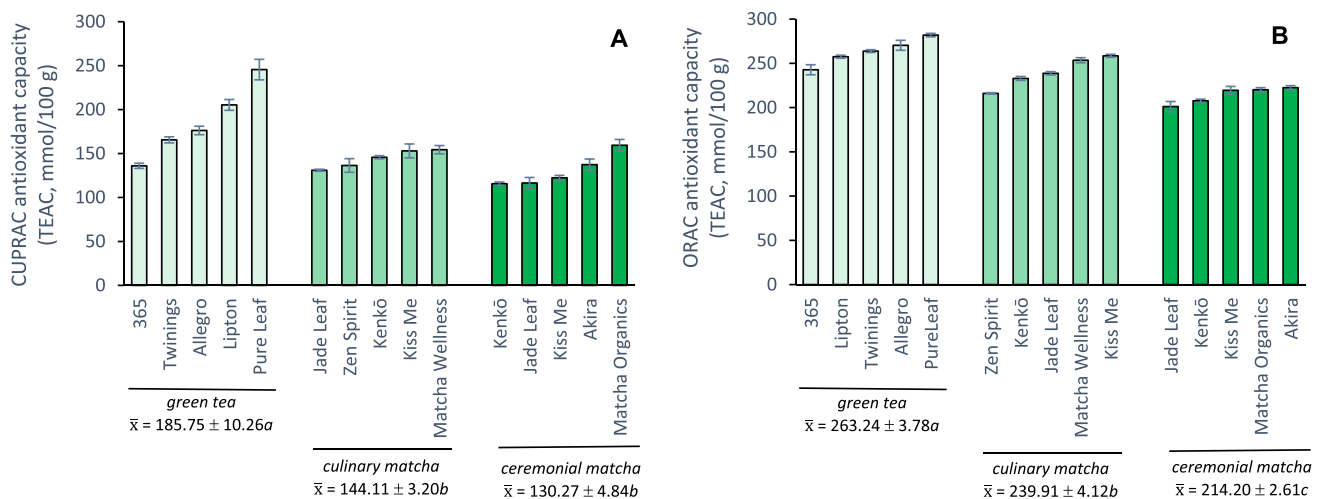 CUPRAC antioxidant capacity
(TEAC, mmol/100 g)
300
250
200
150
100
50
0
A
365
Twinings
Allegro
Lipton
Pure Leaf
Jade Leaf
Zen Spirit
Kenkō
Kiss Me
Matcha Wellness
Kenkō
Jade Leaf
Kiss Me
Akira
Matcha Organics
green tea
x̅ = 185.75 ± 10.26a
culinary matcha
x̅ = 144.11 ± 3.20b
ceremonial matcha
x̅ = 130.27 ± 4.84b
ORAC antioxidant capacity
(TEAC, mmol/100 g)
300
250
200
150
100
50
0
B
365
Lipton
Twinings
Allegro
PureLeaf
Zen Spirit
Kenkō
Jade Leaf
Matcha Wellness
Kiss Me
Jade Leaf
Kenkō
Kiss Me
Matcha Organics
Akira
green tea
x̅ = 263.24 ± 3.78a
culinary matcha
x̅ = 239.91 ± 4.12b
ceremonial matcha
x̅ = 214.20 ± 2.61c